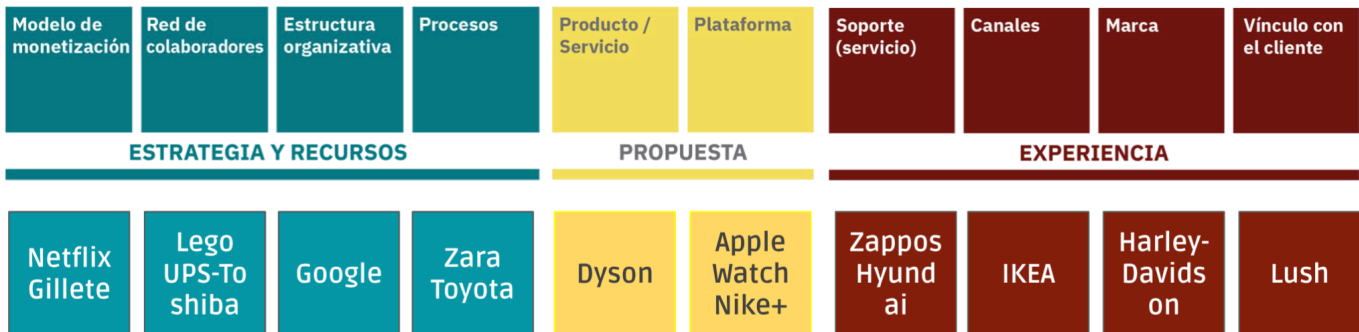 Modelo de
monetización
Red de
colaboradores
Estructura
organizativa
Procesos
Producto /
Servicio
Plataforma
Soporte
(servicio)
Canales
Marca
Vínculo con
el cliente
ESTRATEGIA Y RECURSOS
PROPUESTA
EXPERIENCIA
Netflix
Gillete
Lego
UPS-To
shiba
Google
Zara
Toyota
Dyson
Apple
Watch
Nike+
Zappos
Hyund
ai
IKEA
Harley-
Davids
on
Lush